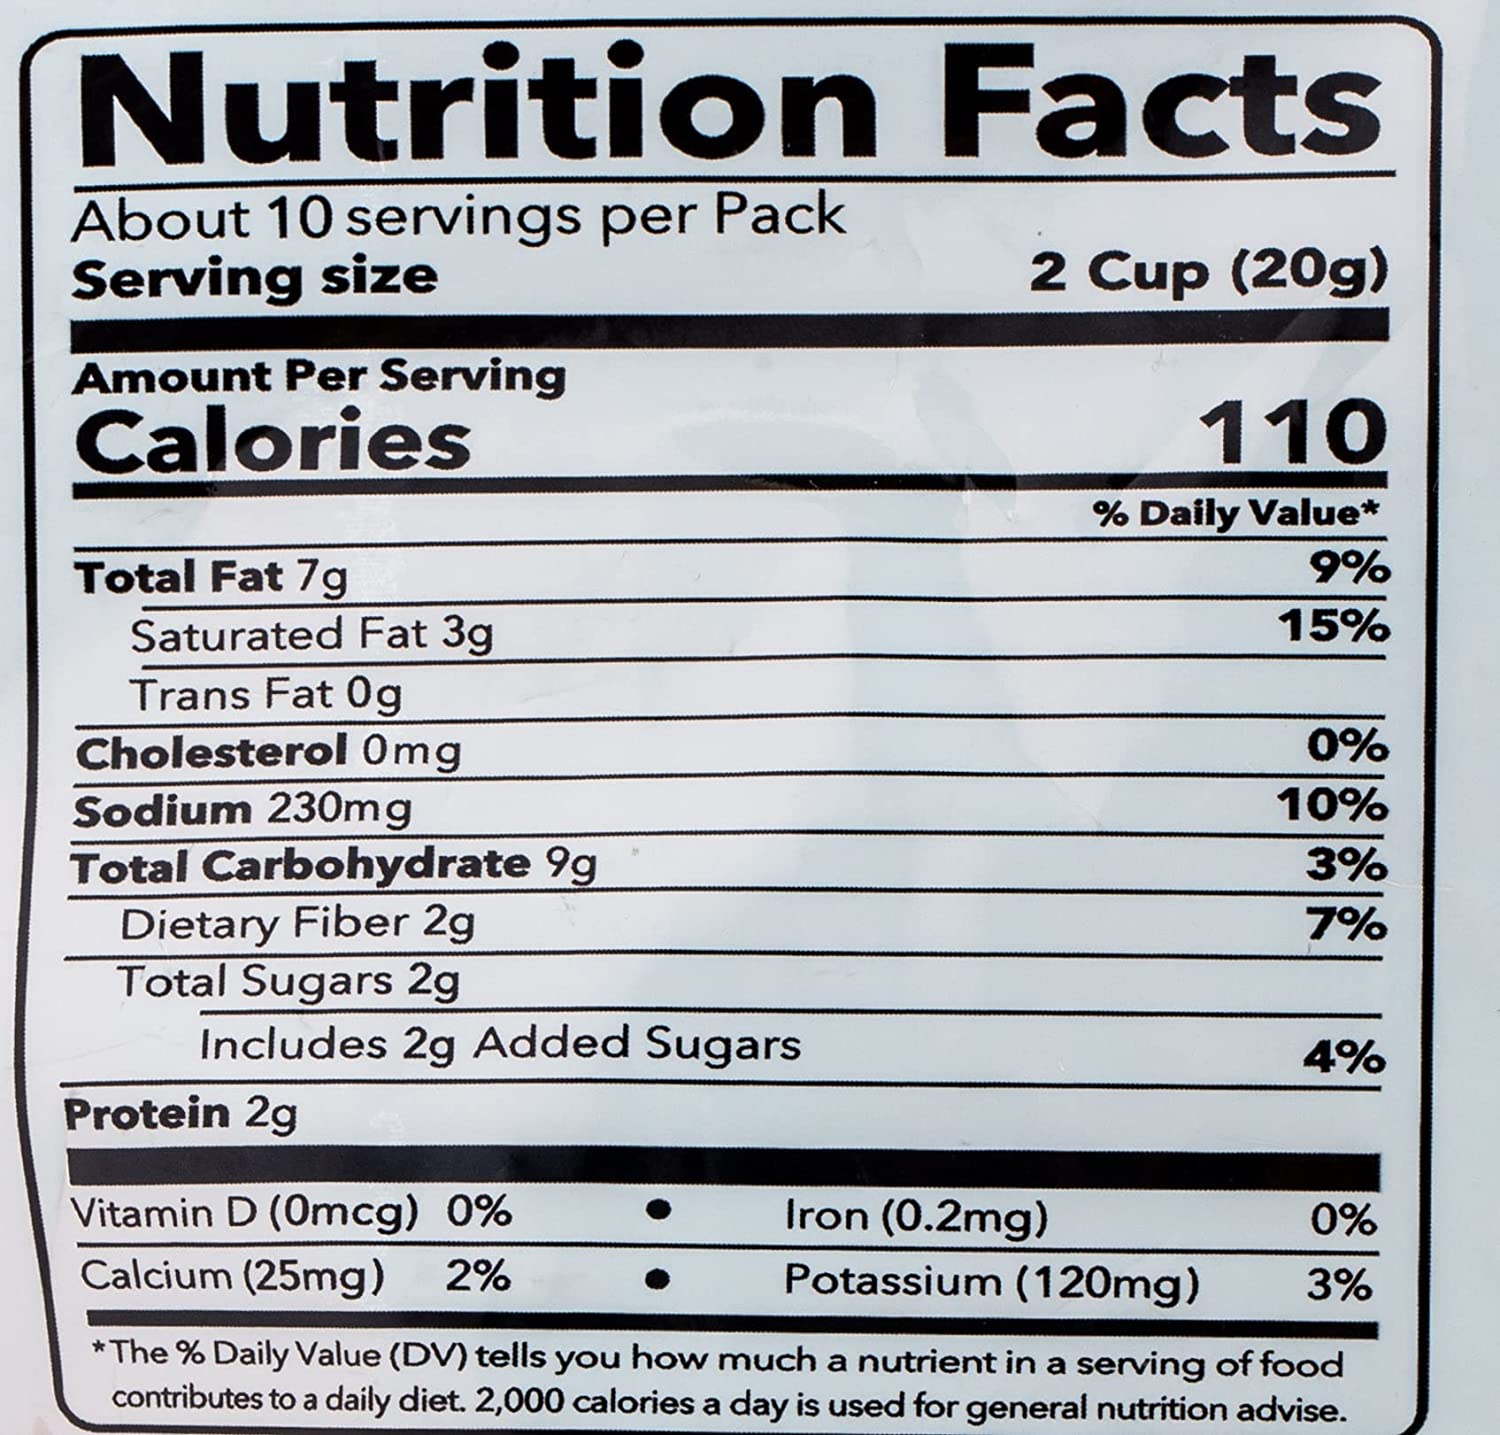 Nutrition Facts
About 10 servings per Pack
Serving size 2 Cup (20g)
Amount Per Serving
Calories 110
% Daily Value*
Total Fat 7g 9%
Saturated Fat 3g 15%
Trans Fat 0g
Cholesterol 0mg 0%
Sodium 230mg 10%
Total Carbohydrate 9g 3%
Dietary Fiber 2g 7%
Total Sugars 2g
Includes 2g Added Sugars 4%
Protein 2g
Vitamin D (0mcg) 0% • Iron (0.2mg) 0%
Calcium (25mg) 2% • Potassium (120mg) 3%
*The % Daily Value (DV) tells you how much a nutrient in a serving of food
contributes to a daily diet. 2,000 calories a day is used for general nutrition advise.